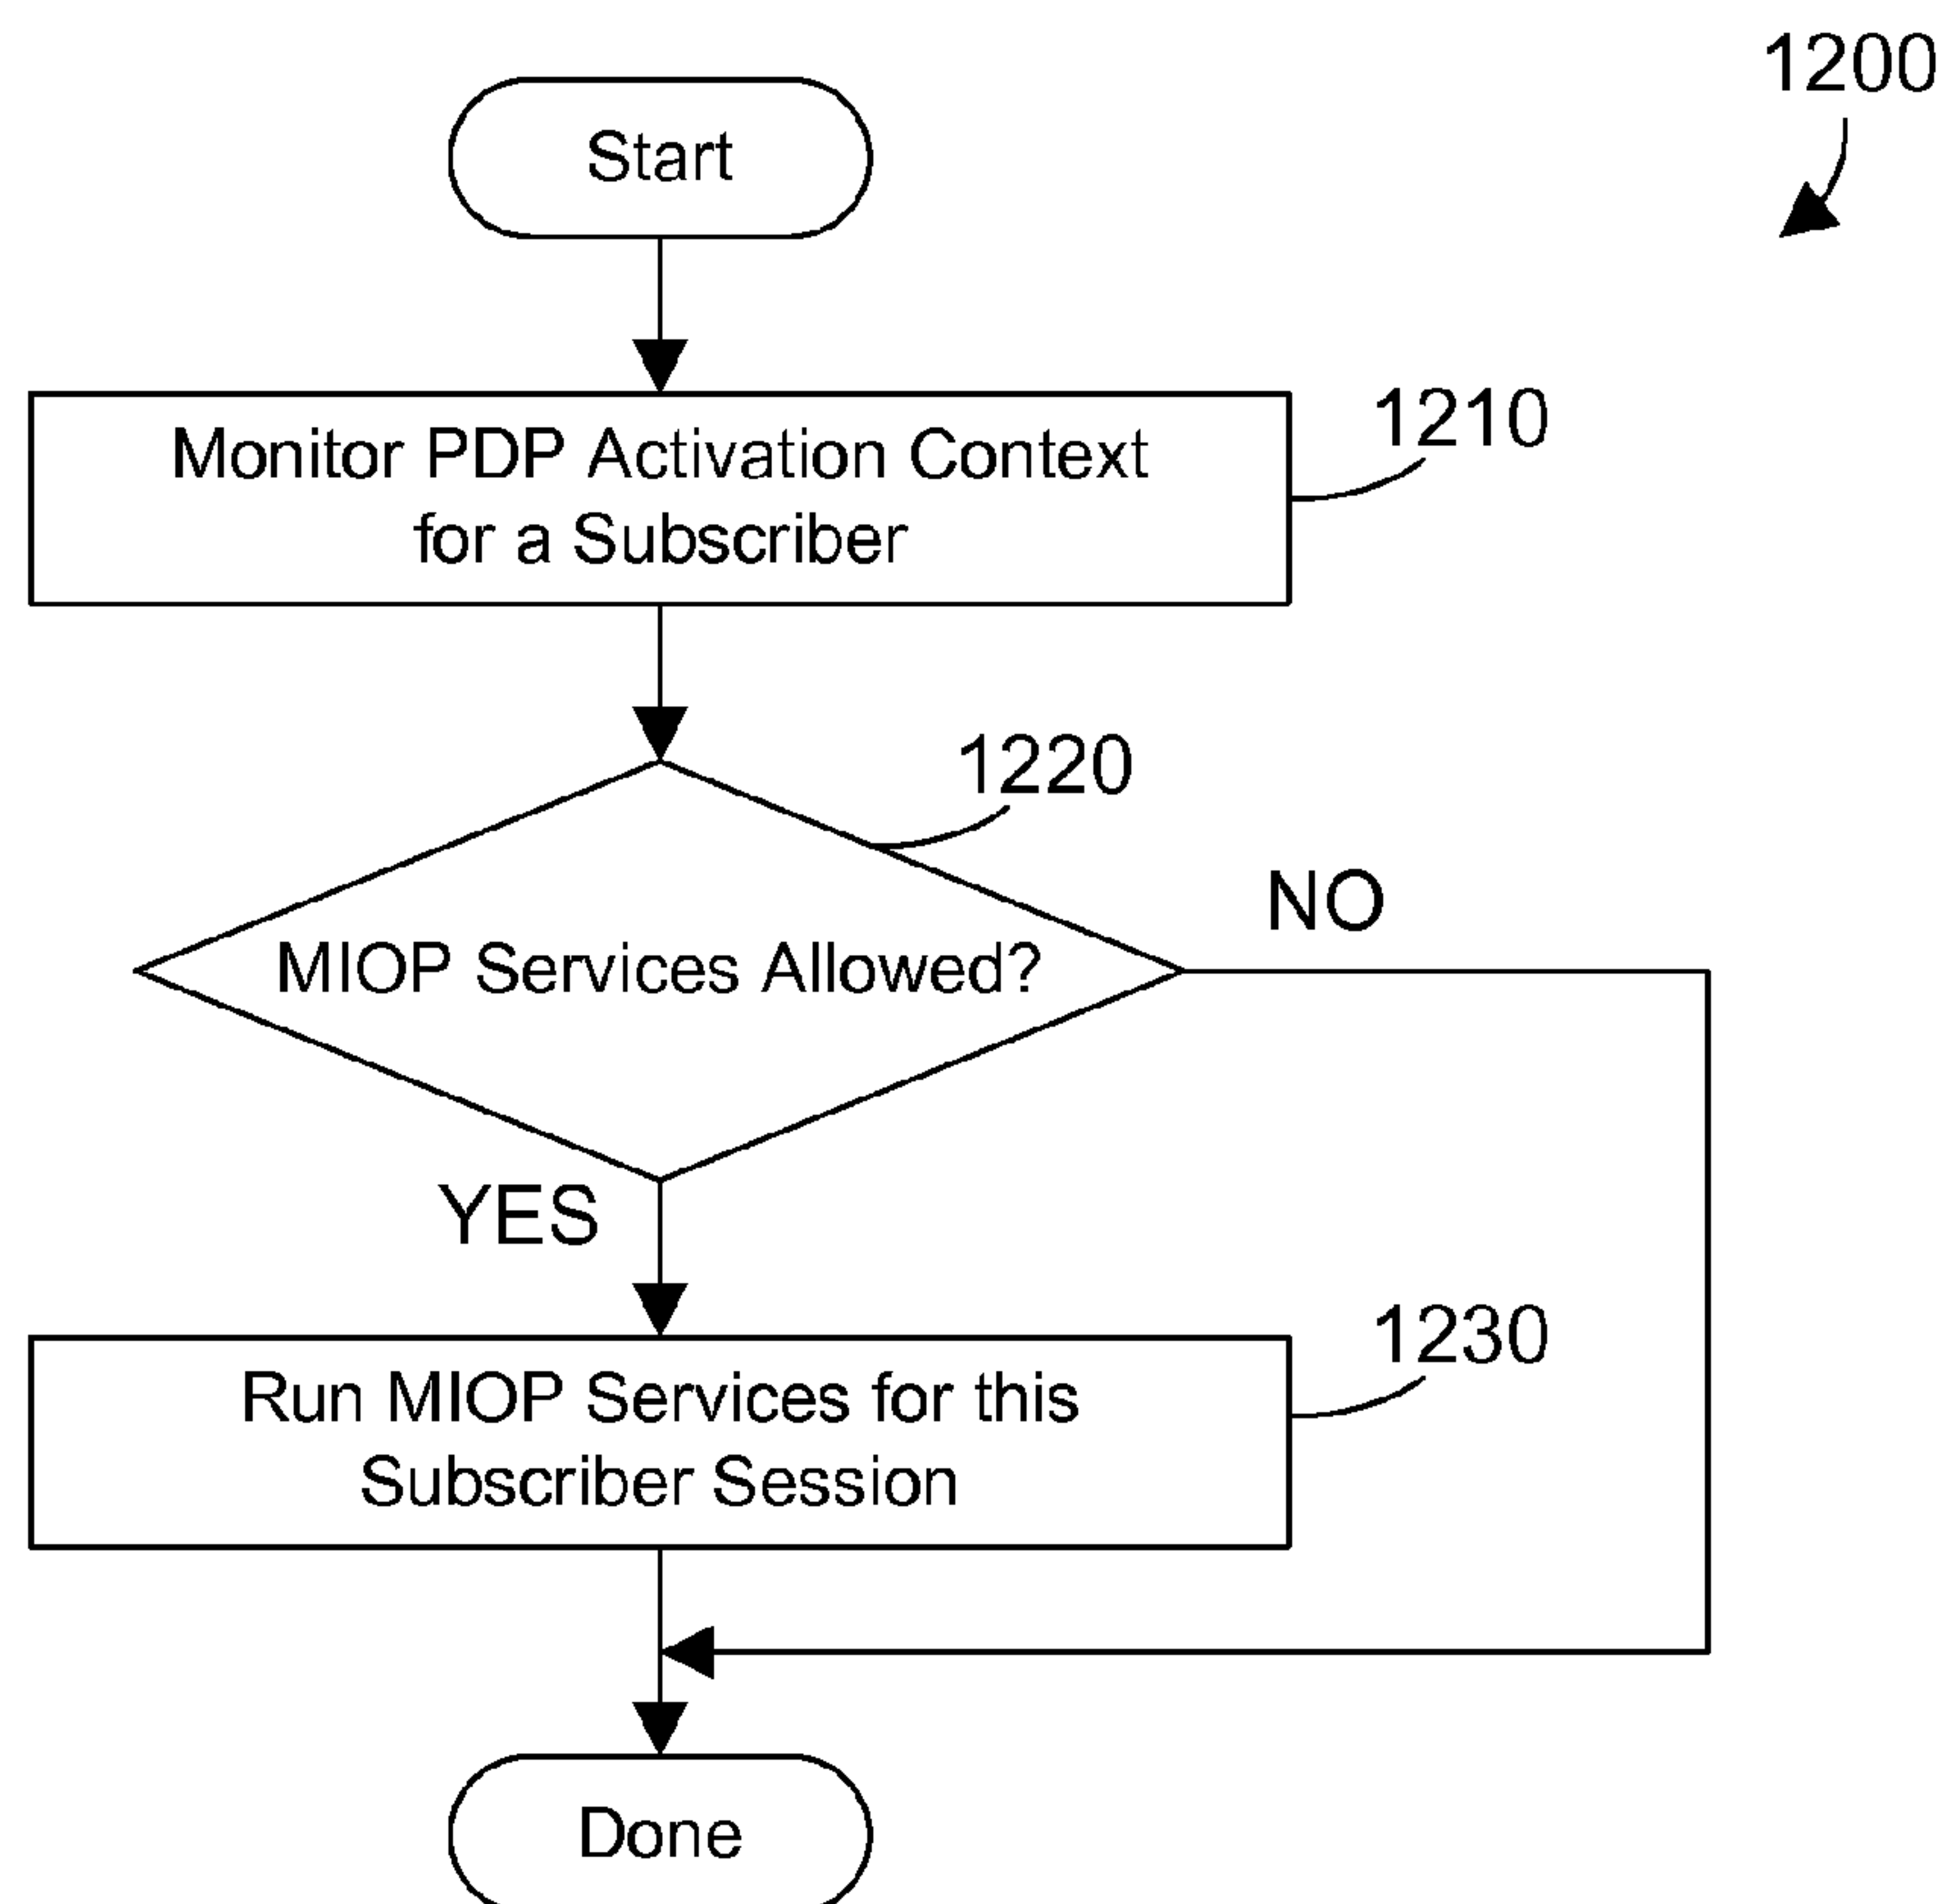 1200
Start
Monitor PDP Activation Context
for a Subscriber
1210
1220
MIOP Services Allowed?
NO
YES
Run MIOP Services for this
Subscriber Session
1230
Done